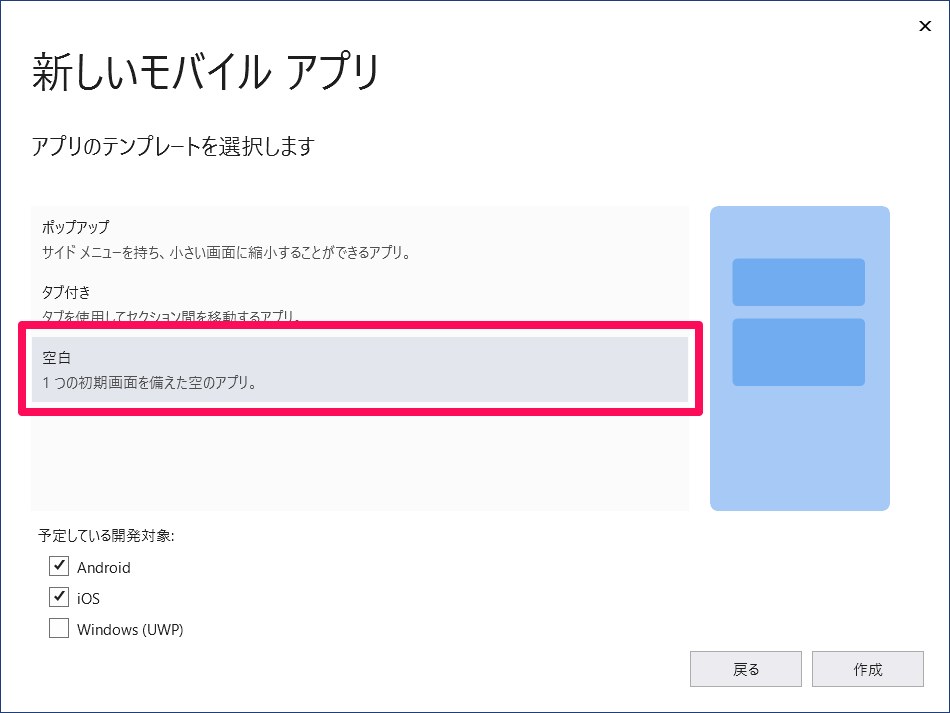 新しいモバイル アプリ
アプリのテンプレートを選択します
ポップアップ
サイド メニューを持ち、小さい画面に縮小することができるアプリ。
タブ付き
タブを使用してセクション間を移動するアプリ。
空白
1 つの初期画面を備えた空のアプリ。
予定している開発対象:
Android
iOS
Windows (UWP)
戻る
作成